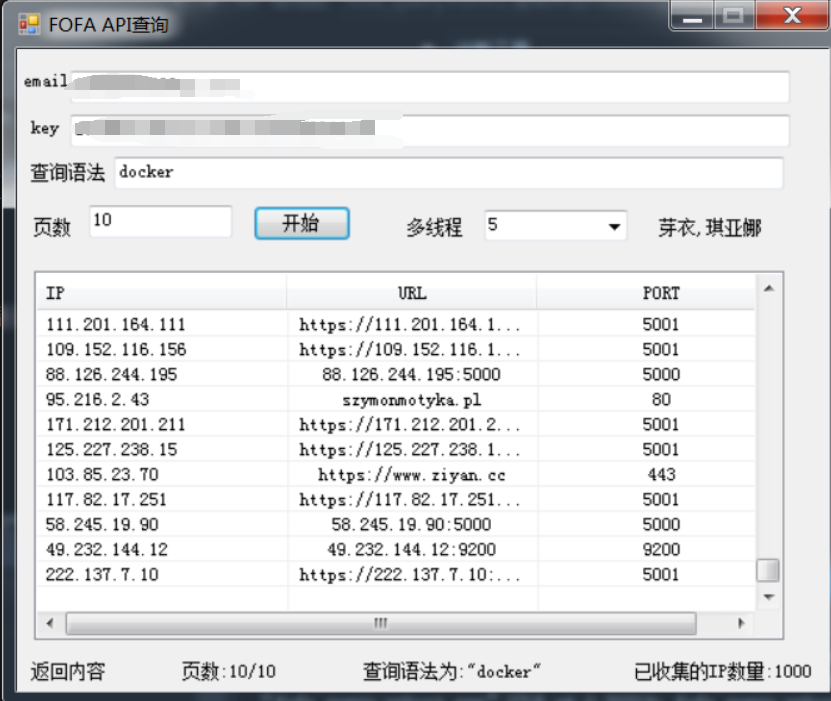 FOFA API查询
email
key
查询语法 docker
页数 10 开始 多线程 5 芽衣,琪亚娜
IP URL PORT
111.201.164.111 https://111.201.164.1... 5001
109.152.116.156 https://109.152.116.1... 5001
88.126.244.195 88.126.244.195:5000 5000
95.216.2.43 szymonmotyka.pl 80
171.212.201.211 https://171.212.201.2... 5001
125.227.238.15 https://125.227.238.1... 5001
103.85.23.70 https://www.ziyan.cc 443
117.82.17.251 https://117.82.17.251... 5001
58.245.19.90 58.245.19.90:5000 5000
49.232.144.12 49.232.144.12:9200 9200
222.137.7.10 https://222.137.7.10:... 5001
返回内容 页数:10/10 查询语法为:"docker" 已收集的IP数量:1000